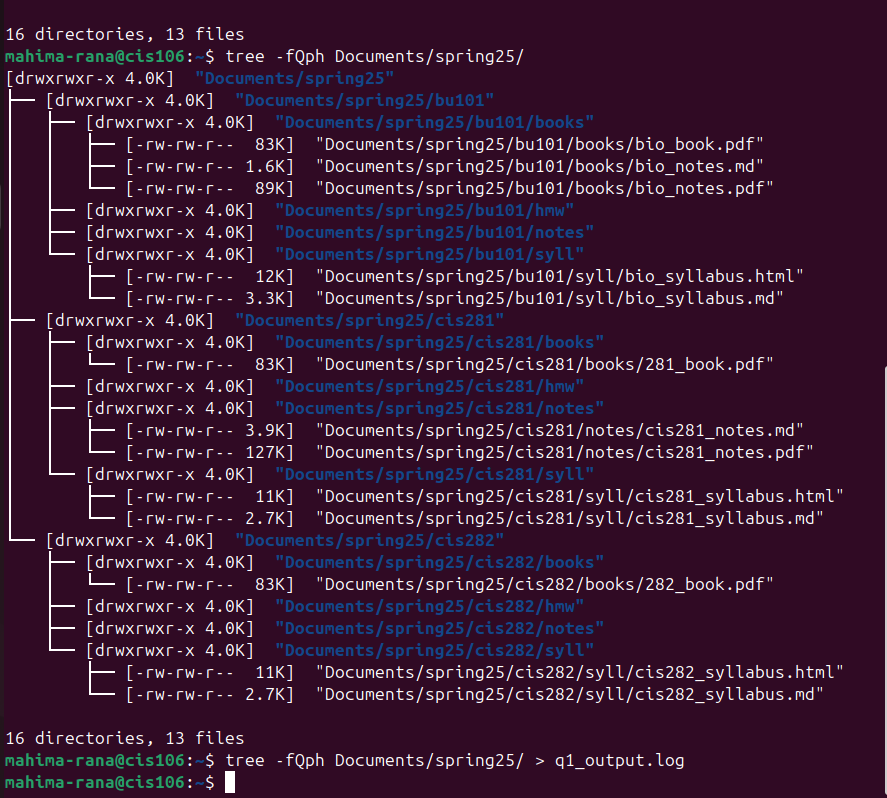 16 directories, 13 files
mahima-rana@cis106:~$ tree -fQph Documents/spring25/
[drwxrwxr-x 4.0K]  "Documents/spring25"
├── [drwxrwxr-x 4.0K]  "Documents/spring25/bu101"
│   ├── [drwxrwxr-x 4.0K]  "Documents/spring25/bu101/books"
│   │   ├── [-rw-rw-r--  83K]  "Documents/spring25/bu101/books/bio_book.pdf"
│   │   ├── [-rw-rw-r-- 1.6K]  "Documents/spring25/bu101/books/bio_notes.md"
│   │   └── [-rw-rw-r--  89K]  "Documents/spring25/bu101/books/bio_notes.pdf"
│   ├── [drwxrwxr-x 4.0K]  "Documents/spring25/bu101/hmw"
│   ├── [drwxrwxr-x 4.0K]  "Documents/spring25/bu101/notes"
│   └── [drwxrwxr-x 4.0K]  "Documents/spring25/bu101/syll"
│       ├── [-rw-rw-r--  12K]  "Documents/spring25/bu101/syll/bio_syllabus.html"
│       └── [-rw-rw-r-- 3.3K]  "Documents/spring25/bu101/syll/bio_syllabus.md"
├── [drwxrwxr-x 4.0K]  "Documents/spring25/cis281"
│   ├── [drwxrwxr-x 4.0K]  "Documents/spring25/cis281/books"
│   │   └── [-rw-rw-r--  83K]  "Documents/spring25/cis281/books/281_book.pdf"
│   ├── [drwxrwxr-x 4.0K]  "Documents/spring25/cis281/hmw"
│   ├── [drwxrwxr-x 4.0K]  "Documents/spring25/cis281/notes"
│   │   ├── [-rw-rw-r-- 3.9K]  "Documents/spring25/cis281/notes/cis281_notes.md"
│   │   └── [-rw-rw-r-- 127K]  "Documents/spring25/cis281/notes/cis281_notes.pdf"
│   └── [drwxrwxr-x 4.0K]  "Documents/spring25/cis281/syll"
│       ├── [-rw-rw-r--  11K]  "Documents/spring25/cis281/syll/cis281_syllabus.html"
│       └── [-rw-rw-r-- 2.7K]  "Documents/spring25/cis281/syll/cis281_syllabus.md"
└── [drwxrwxr-x 4.0K]  "Documents/spring25/cis282"
    ├── [drwxrwxr-x 4.0K]  "Documents/spring25/cis282/books"
    │   └── [-rw-rw-r--  83K]  "Documents/spring25/cis282/books/282_book.pdf"
    ├── [drwxrwxr-x 4.0K]  "Documents/spring25/cis282/hmw"
    ├── [drwxrwxr-x 4.0K]  "Documents/spring25/cis282/notes"
    └── [drwxrwxr-x 4.0K]  "Documents/spring25/cis282/syll"
        ├── [-rw-rw-r--  11K]  "Documents/spring25/cis282/syll/cis282_syllabus.html"
        └── [-rw-rw-r-- 2.7K]  "Documents/spring25/cis282/syll/cis282_syllabus.md"
16 directories, 13 files
mahima-rana@cis106:~$ tree -fQph Documents/spring25/ > q1_output.log
mahima-rana@cis106:~$